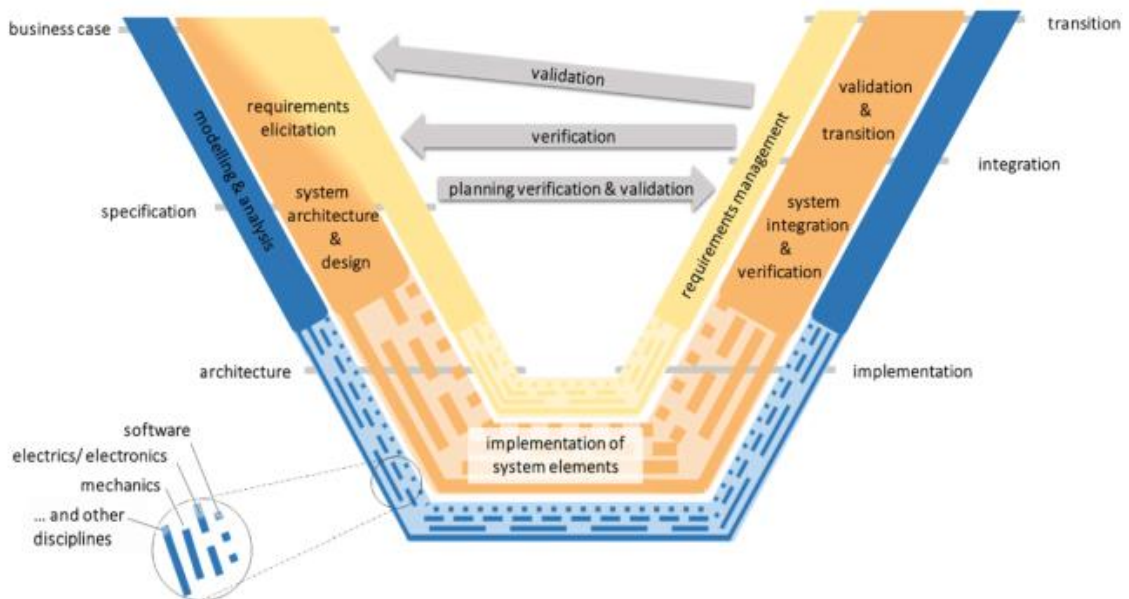 business case
transition
validation
requirements
elicitation
validation
&
transition
verification
modelling & analysis
requirements management
integration
planning verification & validation
specification
system
architecture
&
design
system
integration
&
verification
architecture
implementation
software
electrics/ electronics
mechanics
... and other
disciplines
implementation of
system elements